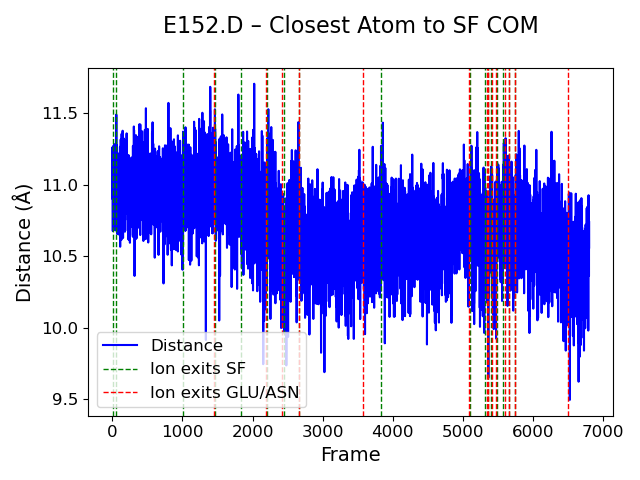 E152.D – Closest Atom to SF COM
Distance (Å)
11.5
11.0
10.5
10.0
9.5
Distance
Ion exits SF
Ion exits GLU/ASN
0 1000 2000 3000 4000 5000 6000 7000
Frame